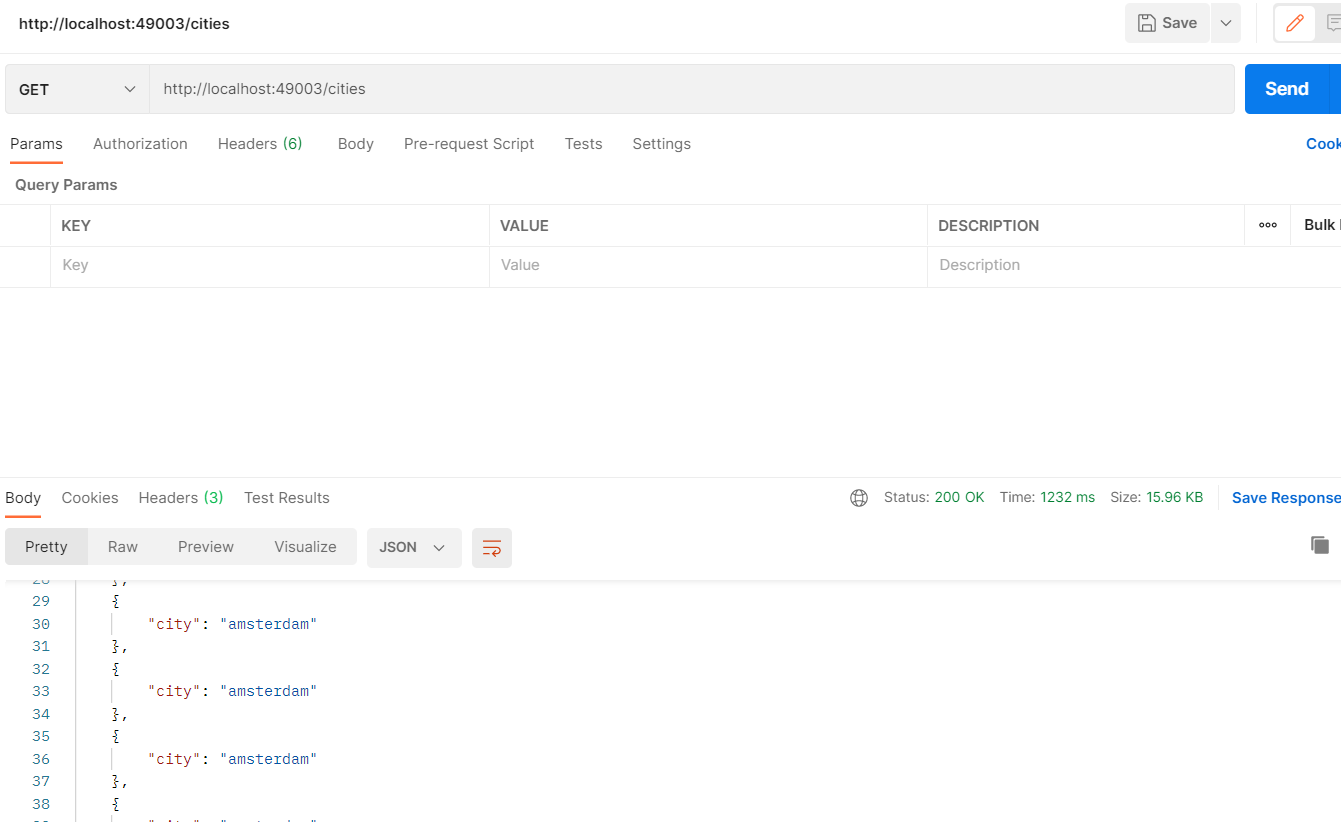 http://localhost:49003/cities
Save
GET http://localhost:49003/cities Send
Params Authorization Headers (6) Body Pre-request Script Tests Settings
Query Params
KEY VALUE DESCRIPTION ooo Bulk
Key Value Description
Body Cookies Headers (3) Test Results Status: 200 OK Time: 1232 ms Size: 15.96 KB Save Response
Pretty Raw Preview Visualize JSON
28 },
29 {
30 "city": "amsterdam"
31 },
32 {
33 "city": "amsterdam"
34 },
35 {
36 "city": "amsterdam"
37 },
38 {